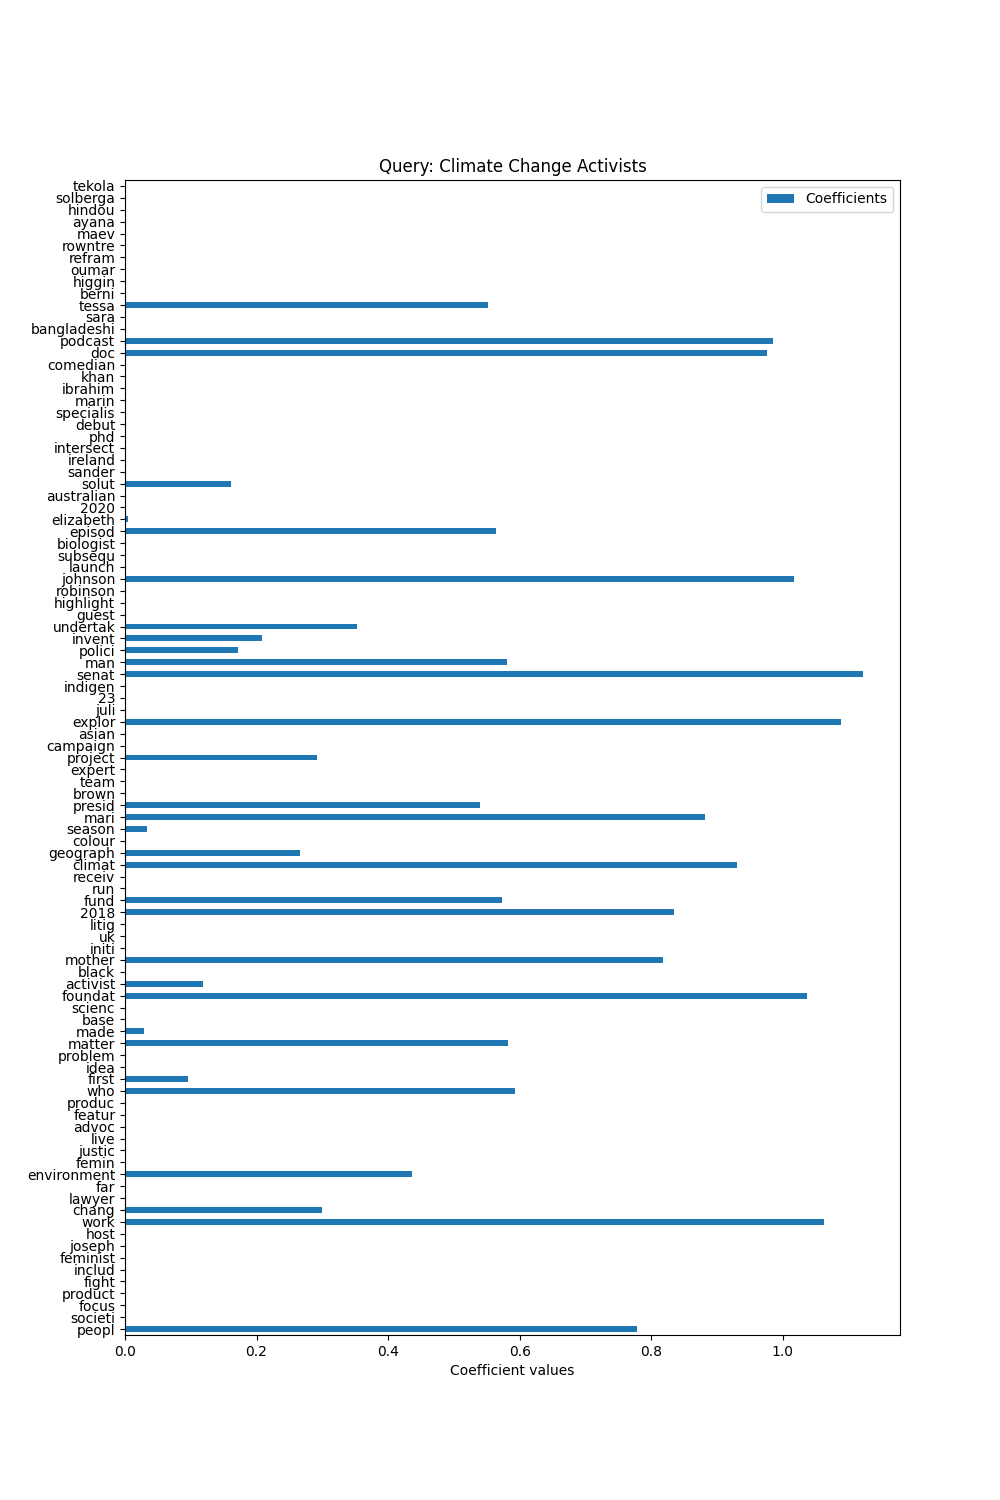 Query: Climate Change Activists
Coefficients
tekola
solberga
hindou
ayana
maev
rowntre
refram
oumar
higgin
berni
tessa
sara
bangladeshi
podcast
doc
comedian
khan
ibrahim
marin
specialis
debut
phd
intersect
ireland
sander
solut
australian
2020
elizabeth
episod
biologist
subsequ
launch
johnson
robinson
highlight
guest
undertak
invent
polici
man
senat
indigen
23
juli
explor
asian
campaign
project
expert
team
brown
presid
mari
season
colour
geograph
climat
receiv
run
fund
2018
litig
uk
initi
mother
black
activist
foundat
scienc
base
made
matter
problem
idea
first
who
produc
featur
advoc
live
justic
femin
environment
far
lawyer
chang
work
host
joseph
feminist
includ
fight
product
focus
societi
peopl
0.0 0.2 0.4 0.6 0.8 1.0
Coefficient values